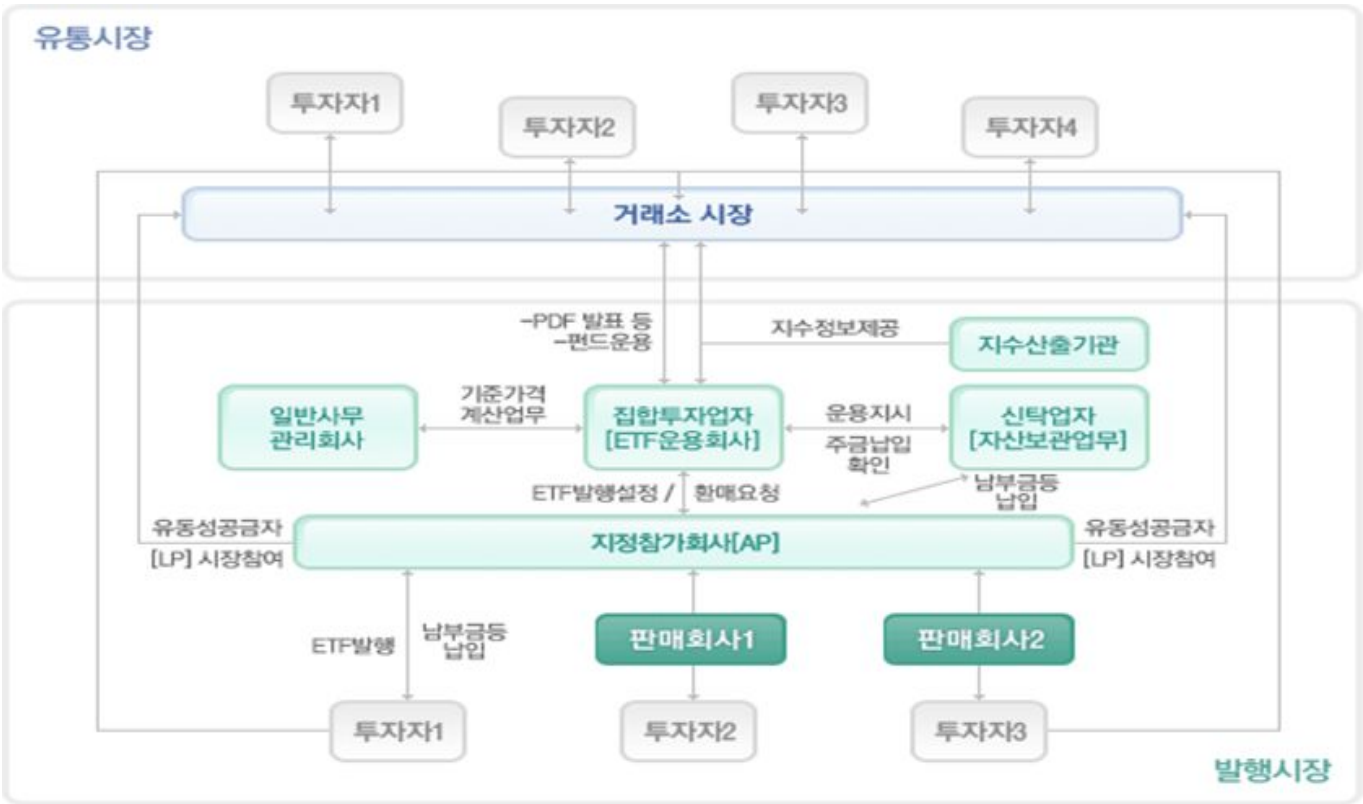 유통시장
투자자1
투자자2
투자자3
투자자4
거래소 시장
-PDF 발표 등
-펀드운용
지수정보제공
지수산출기관
일반사무
관리회사
기준가격
계산업무
집합투자업자
[ETF운용회사]
운용지시
주금납입
확인
신탁업자
[자산보관업무]
ETF발행설정 / 환매요청
남부금등
납입
유동성공급자
[LP] 시장참여
지정참가회사[AP]
유동성공급자
[LP] 시장참여
ETF발행
남부금등
납입
판매회사1
판매회사2
투자자1
투자자2
투자자3
발행시장